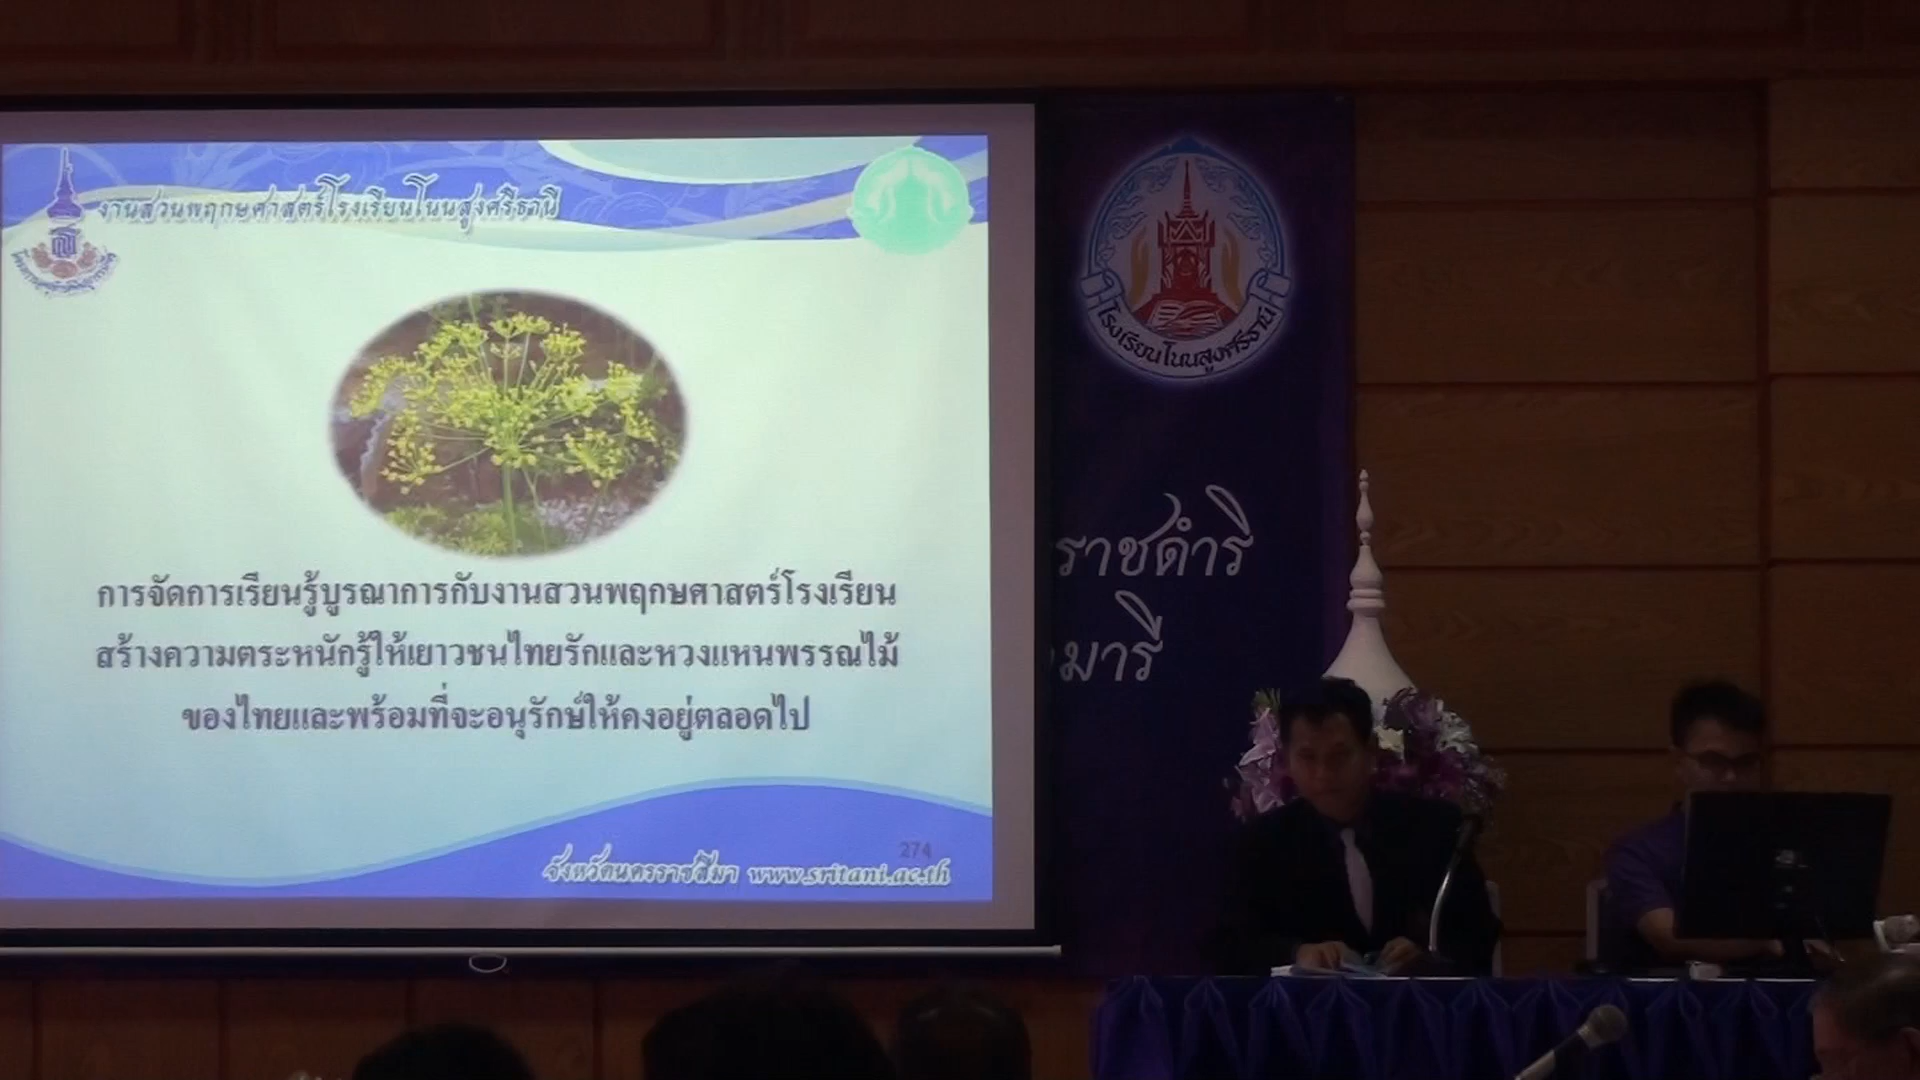 งานสวนพฤกษศาสตร์โรงเรียนโนนสูงศรีธานี
การจัดการเรียนรู้บูรณาการกับงานสวนพฤกษศาสตร์โรงเรียน
สร้างความตระหนักรู้ให้เยาวชนไทยรักและหวงแหนพรรณไม้
ของไทยและพร้อมที่จะอนุรักษ์ให้คงอยู่ตลอดไป
274
จังหวัดนครราชสีมา www.sritani.ac.th
โรงเรียนโนนสูงศรีธานี
ราชดำริ
มารี